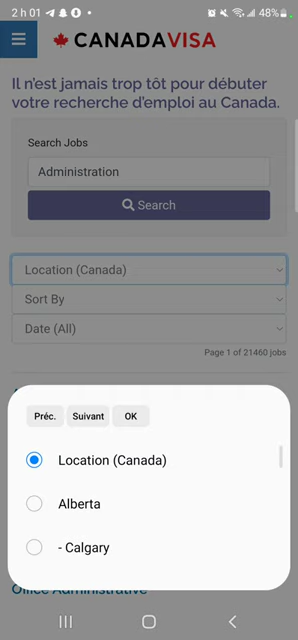 2 h 01
48%
CANADAVISA
Il n'est jamais trop tôt pour débuter
votre recherche d'emploi au Canada.
Search Jobs
Administration
Search
Location (Canada)
Sort By
Date (All)
Page 1 of 21460 jobs
Préc. Suivant OK
Location (Canada)
Alberta
- Calgary
Office Administrative